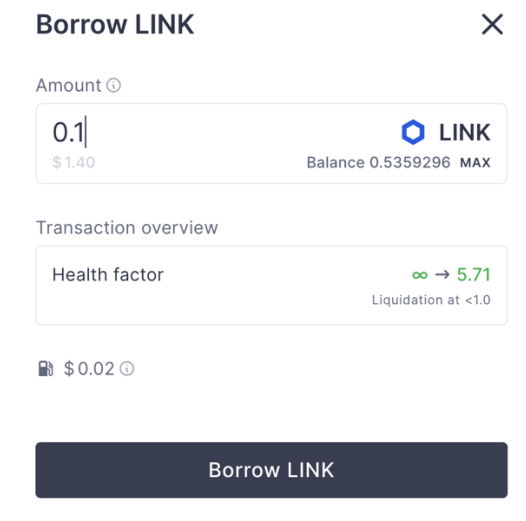 Borrow LINK
Amount
0.1 LINK
$1.40 Balance 0.5359296 MAX
Transaction overview
Health factor ∞ → 5.71
Liquidation at <1.0
$0.02
Borrow LINK